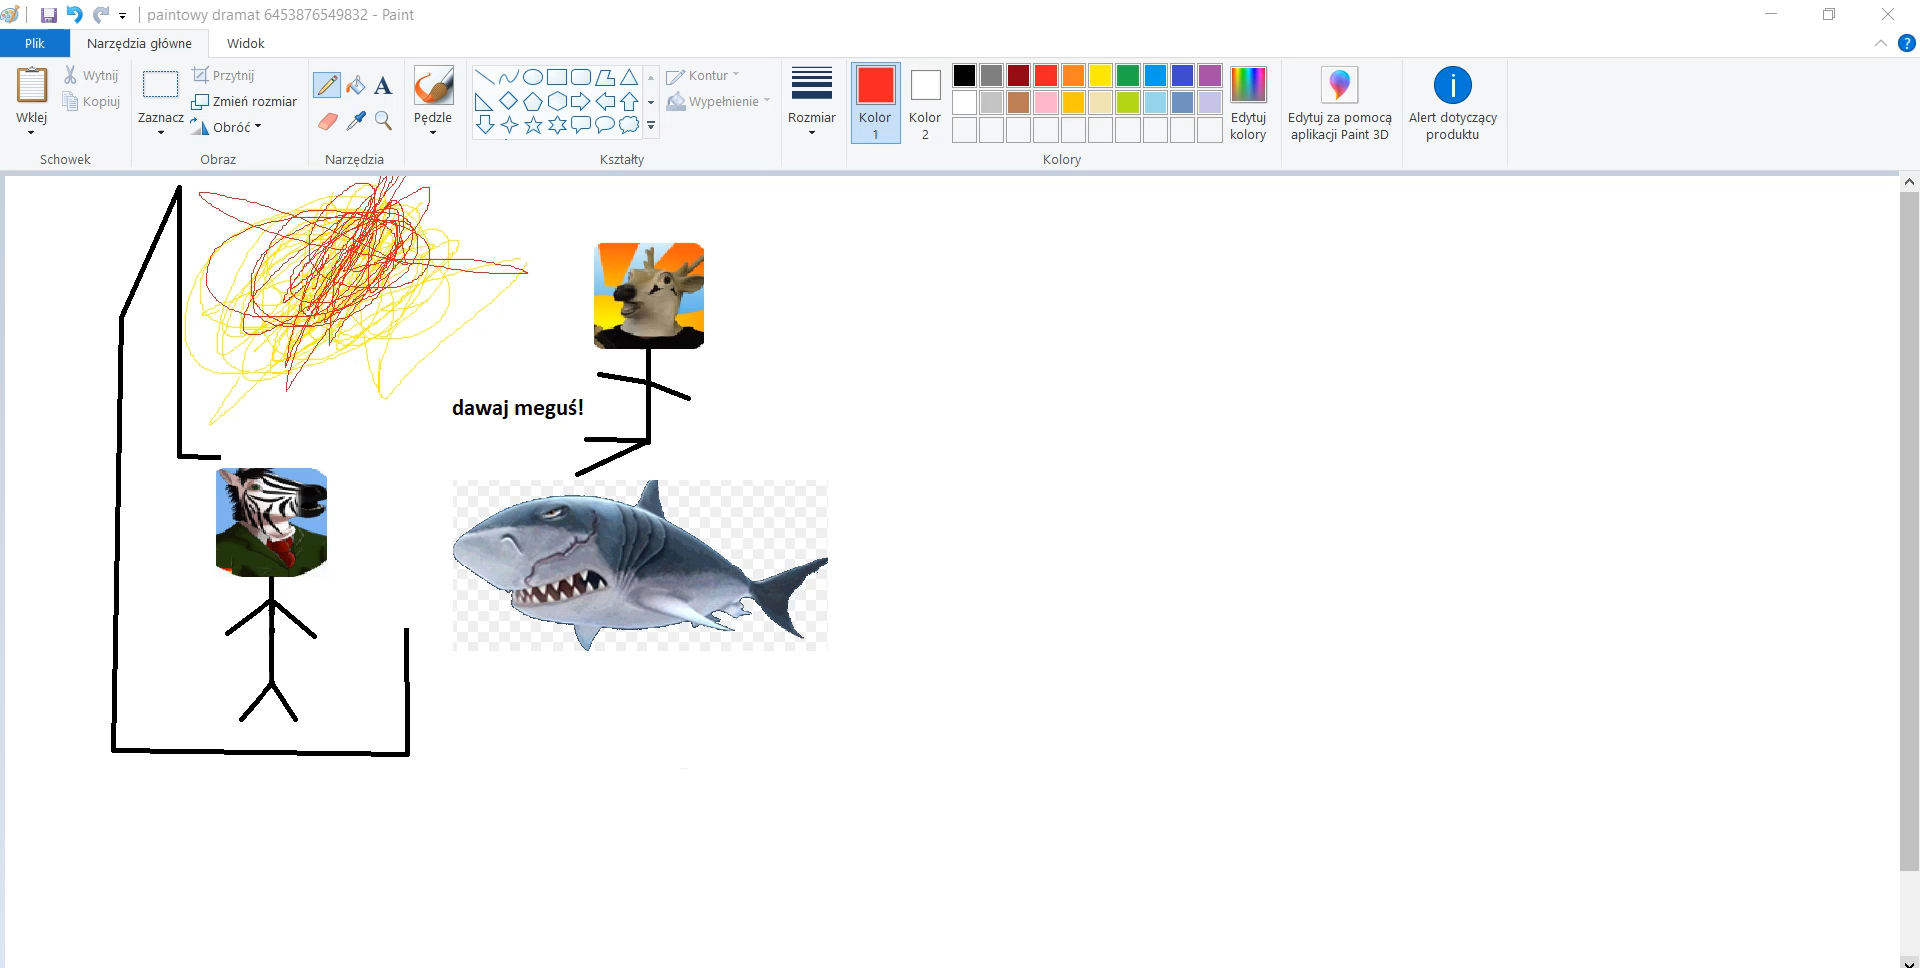 paintowy dramat 6453876549832 - Paint
Plik
Narzędzia główne
Widok
Wklej
Wytnij
Kopiuj
Schowek
Zaznacz
Przytnij
Zmień rozmiar
Obróć
Obraz
A
Narzędzia
Pędzle
Kontur
Wypełnienie
Kształty
Rozmiar
Kolor
1
Kolor
2
Edytuj
kolory
Kolory
Edytuj za pomocą
aplikacji Paint 3D
Alert dotyczący
produktu
dawaj meguś!